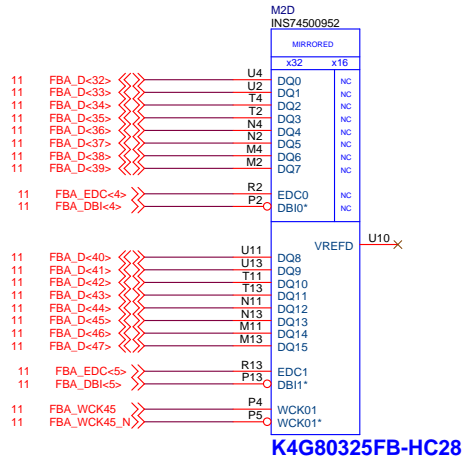 M2D
INS74500952
MIRRORED
x32 x16
11 FBA_D<32> U4 DQ0 NC
11 FBA_D<33> U2 DQ1 NC
11 FBA_D<34> T4 DQ2 NC
11 FBA_D<35> T2 DQ3 NC
11 FBA_D<36> N4 DQ4 NC
11 FBA_D<37> N2 DQ5 NC
11 FBA_D<38> M4 DQ6 NC
11 FBA_D<39> M2 DQ7 NC
11 FBA_EDC<4> R2 EDC0 NC
11 FBA_DBI<4> P2 DBI0* NC
VREFD U10
11 FBA_D<40> U11 DQ8
11 FBA_D<41> U13 DQ9
11 FBA_D<42> T11 DQ10
11 FBA_D<43> T13 DQ11
11 FBA_D<44> N11 DQ12
11 FBA_D<45> N13 DQ13
11 FBA_D<46> M11 DQ14
11 FBA_D<47> M13 DQ15
11 FBA_EDC<5> R13 EDC1
11 FBA_DBI<5> P13 DBI1*
11 FBA_WCK45 P4 WCK01
11 FBA_WCK45_N P5 WCK01*
K4G80325FB-HC28